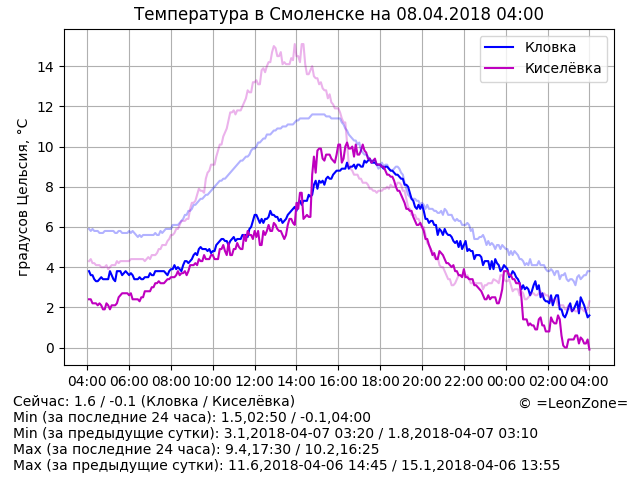 Температура в Смоленске на 08.04.2018 04:00
Кловка
Киселёвка
градусов Цельсия, °C
14
12
10
8
6
4
2
0
04:00 06:00 08:00 10:00 12:00 14:00 16:00 18:00 20:00 22:00 00:00 02:00 04:00
Сейчас: 1.6 / -0.1 (Кловка / Киселёвка)
© =LeonZone=
Min (за последние 24 часа): 1.5,02:50 / -0.1,04:00
Min (за предыдущие сутки): 3.1,2018-04-07 03:20 / 1.8,2018-04-07 03:10
Max (за последние 24 часа): 9.4,17:30 / 10.2,16:25
Max (за предыдущие сутки): 11.6,2018-04-06 14:45 / 15.1,2018-04-06 13:55